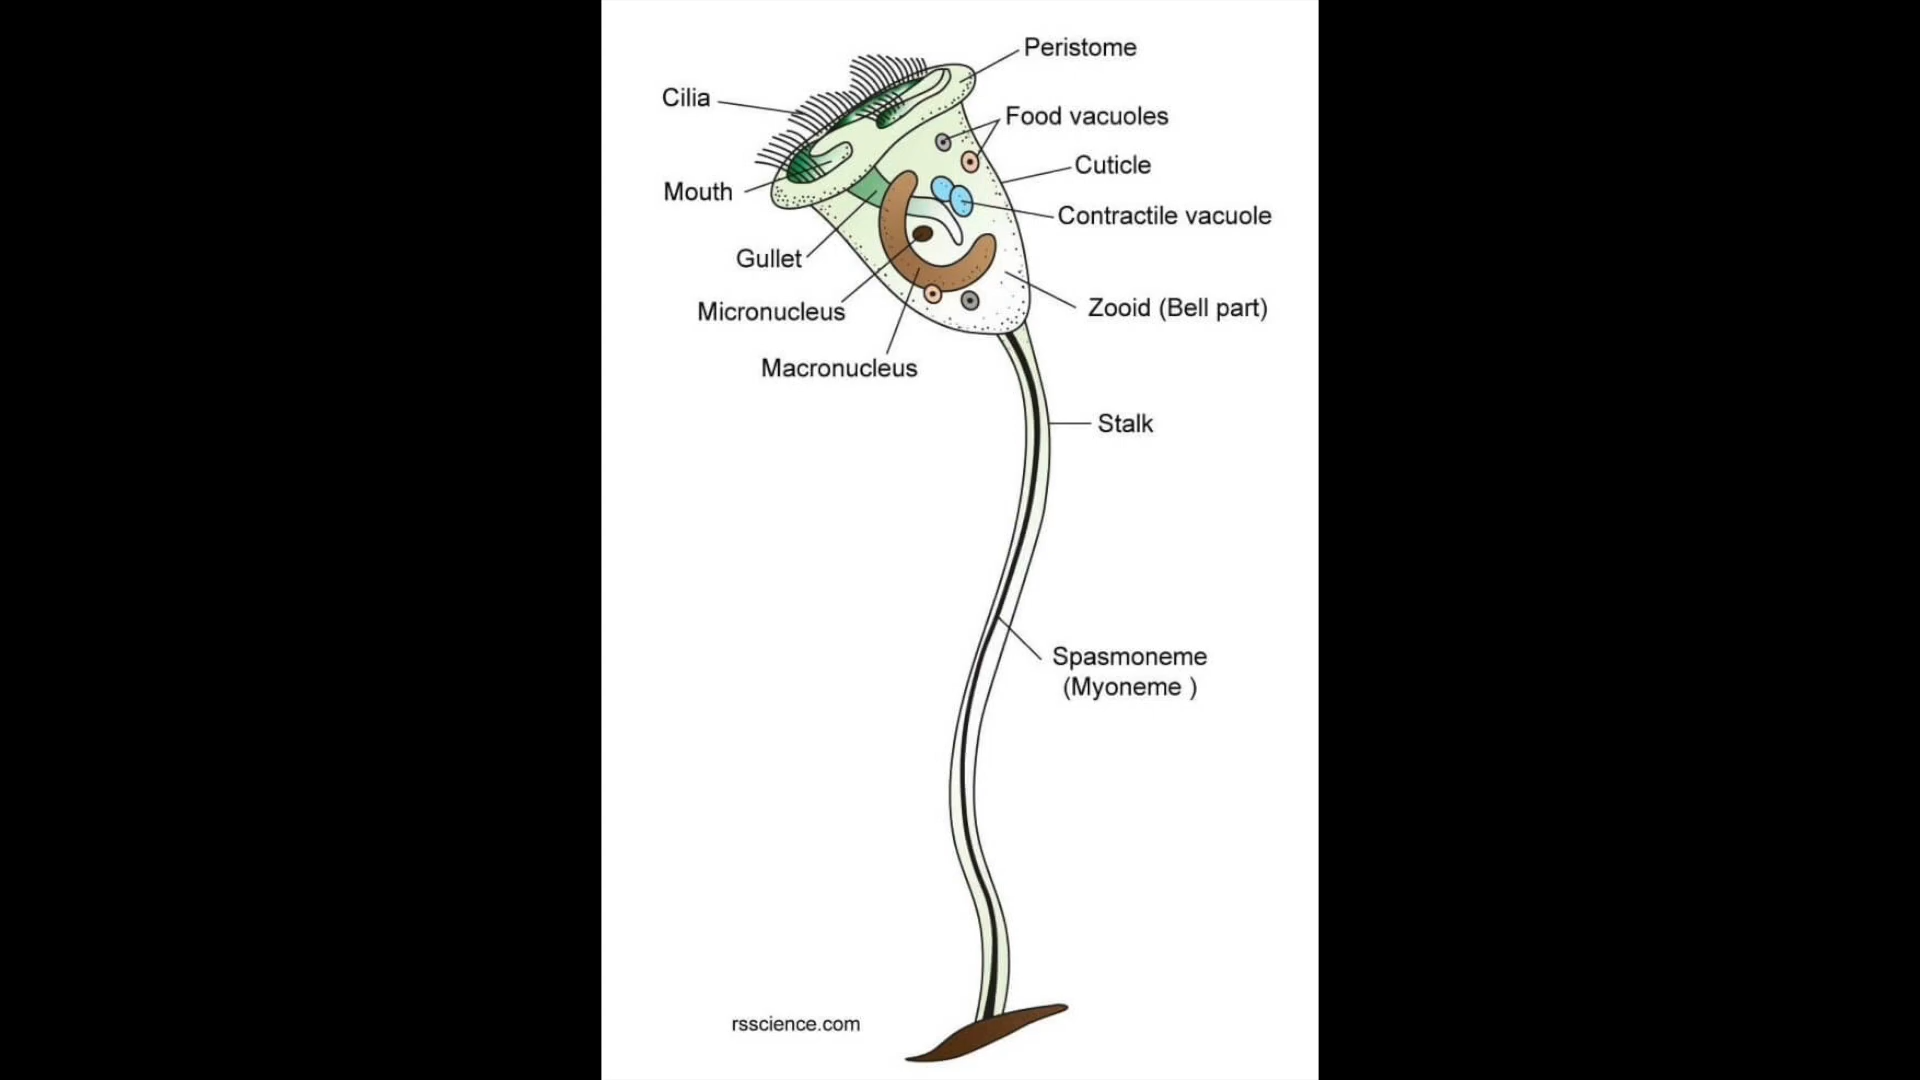 Peristome
Cilia
Food vacuoles
Cuticle
Mouth
Contractile vacuole
Gullet
Micronucleus
Zooid (Bell part)
Macronucleus
Stalk
Spasmoneme
(Myoneme )
rsscience.com